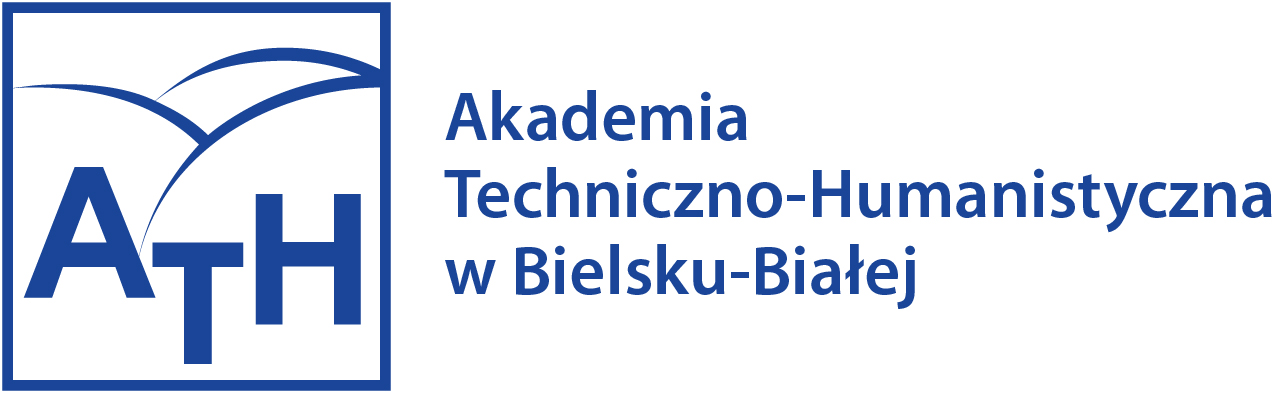 ATH
Akademia
Techniczno-Humanistyczna
w Bielsku-Białej